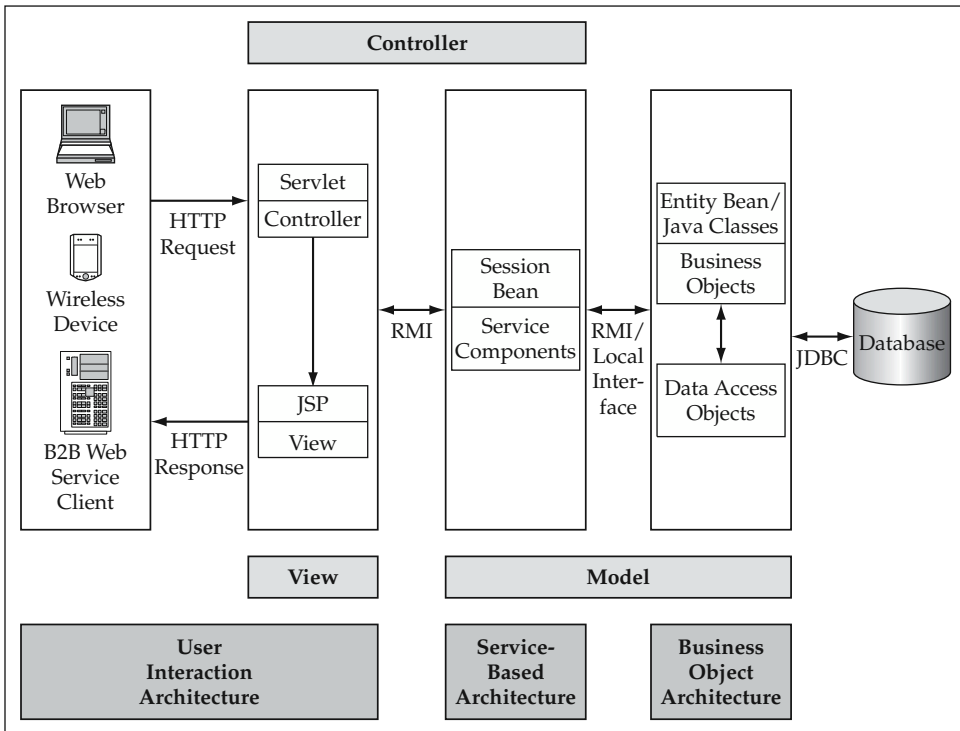 Controller
Web
Browser
Wireless
Device
B2B Web
Service
Client
HTTP
Request
HTTP
Response
Servlet
Controller
JSP
View
RMI
Session
Bean
Service
Components
RMI/
Local
Inter-
face
Entity Bean/
Java Classes
Business
Objects
Data Access
Objects
JDBC
Database
View
Model
User
Interaction
Architecture
Service-
Based
Architecture
Business
Object
Architecture